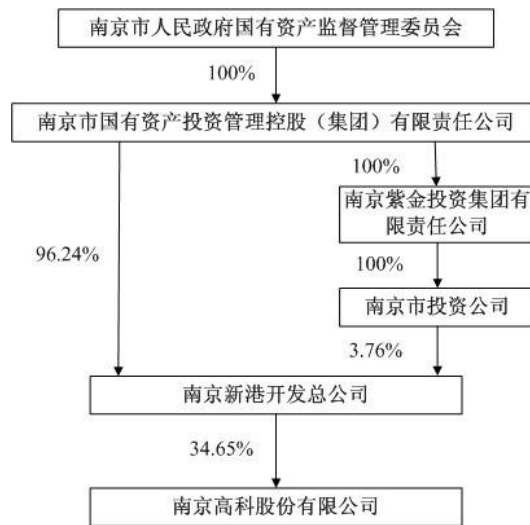 南京市人民政府国有资产监督管理委员会
100%
南京市国有资产投资管理控股（集团）有限责任公司
100%
南京紫金投资集团有
限责任公司
96.24%
100%
南京市投资公司
3.76%
南京新港开发总公司
34.65%
南京高科股份有限公司